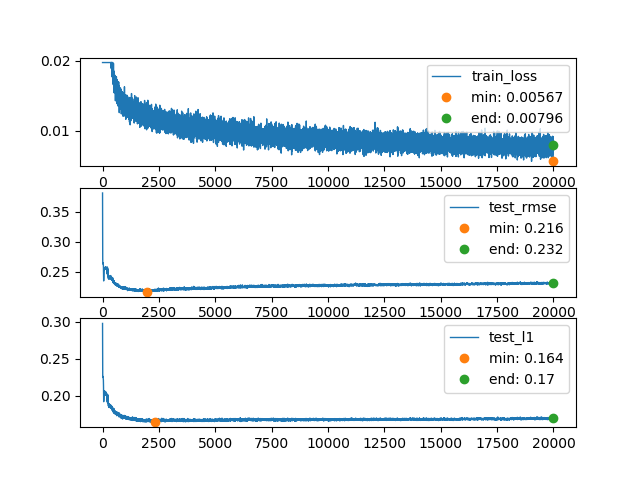 0.02
0.01
train_loss
min: 0.00567
end: 0.00796
0 2500 5000 7500 10000 12500 15000 17500 20000
0.35
0.30
0.25
test_rmse
min: 0.216
end: 0.232
0 2500 5000 7500 10000 12500 15000 17500 20000
0.30
0.20
test_l1
min: 0.164
end: 0.17
0 2500 5000 7500 10000 12500 15000 17500 20000